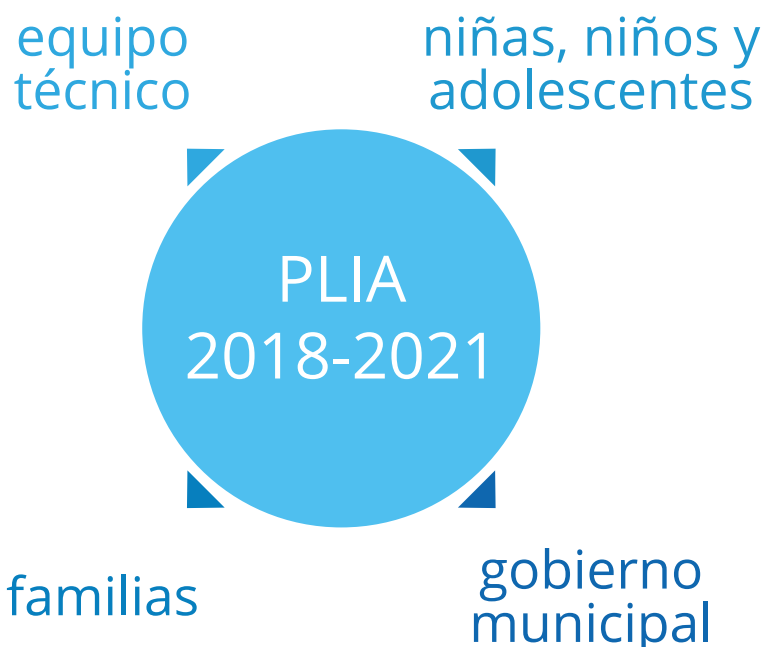 equipo
técnico
niñas, niños y
adolescentes
PLIA
2018-2021
familias
gobierno
municipal